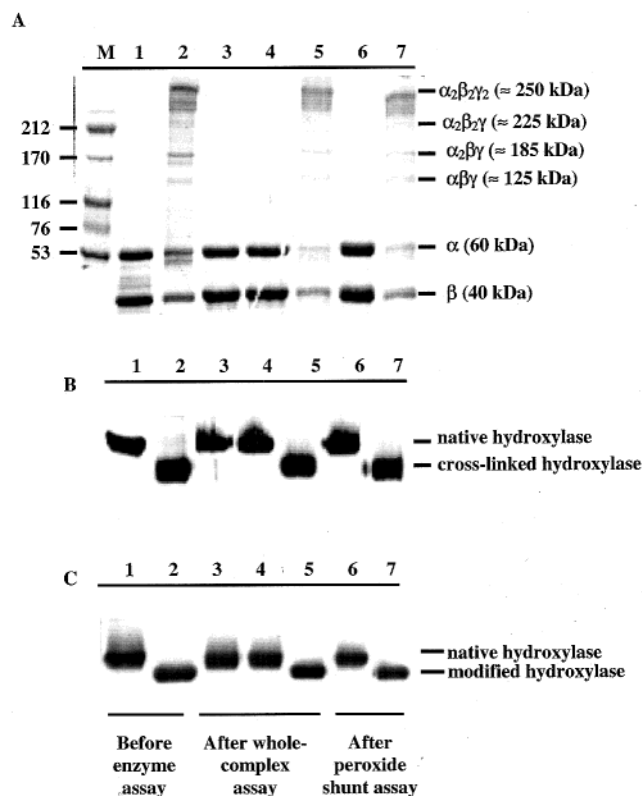 A
M 1 2 3 4 5 6 7
α₂β₂γ₂ (≈ 250 kDa)
212
α₂β₂γ (≈ 225 kDa)
170
α₂βγ (≈ 185 kDa)
αβγ (≈ 125 kDa)
116
76
53
α (60 kDa)
β (40 kDa)
1 2 3 4 5 6 7
B
native hydroxylase
cross-linked hydroxylase
1 2 3 4 5 6 7
C
native hydroxylase
modified hydroxylase
Before enzyme assay
After whole-complex assay
After peroxide shunt assay